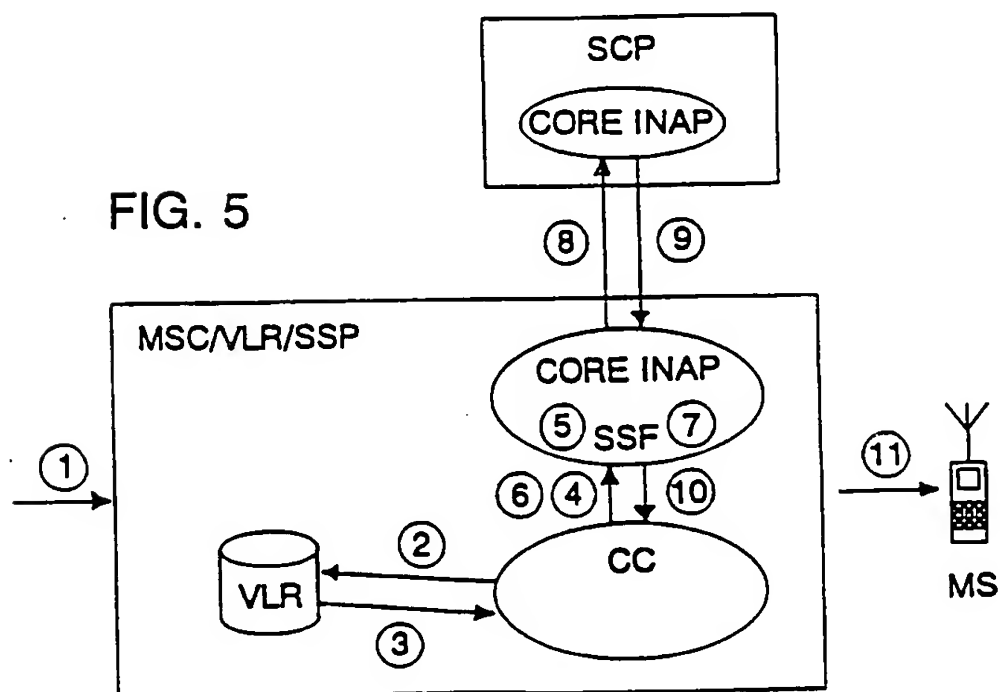 SCP
CORE INAP
FIG. 5
8
9
MSC/VLR/SSP
CORE INAP
5
SSF
7
1
6
4
10
11
2
CC
VLR
3
MS